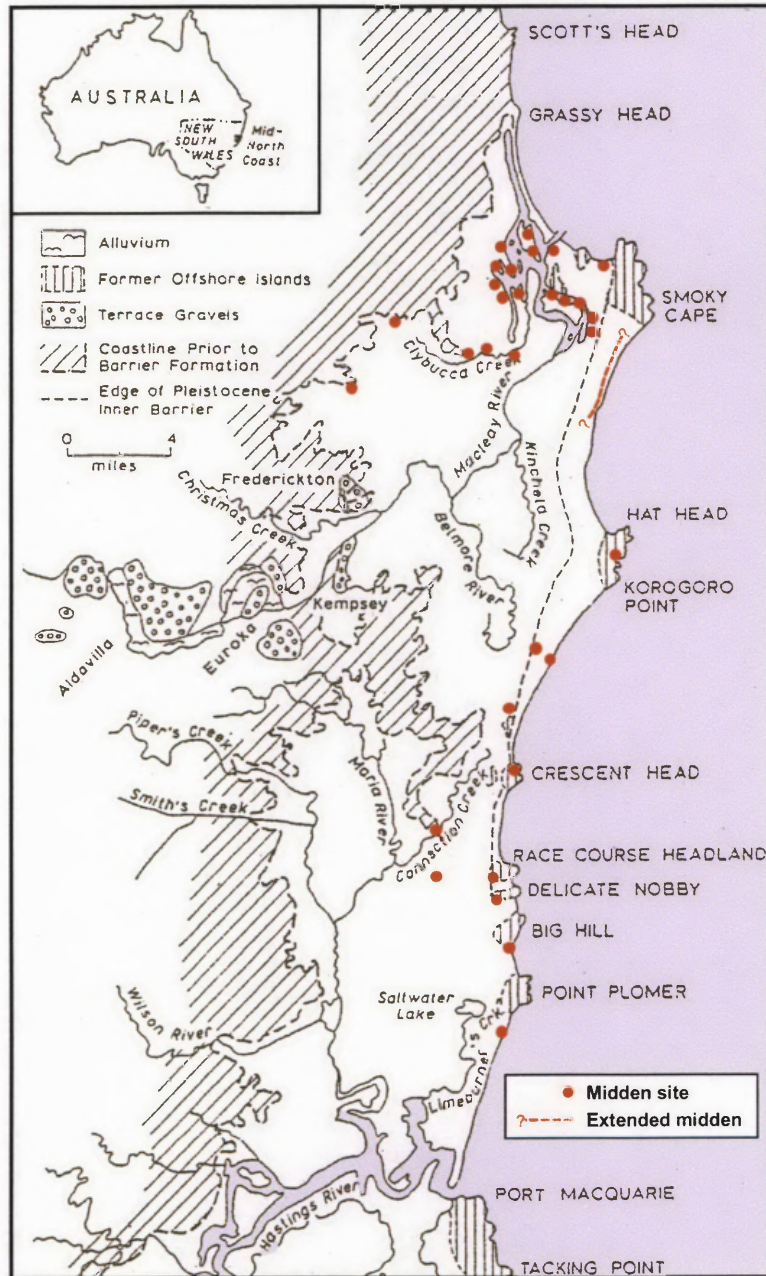 AUSTRALIA
NEW
SOUTH
WALES
Mid-
North
Coast
Alluvium
Former Offshore islands
Terrace Gravels
Coastline Prior to
Barrier Formation
Edge of Pleistocene
Inner Barrier
0 4
miles
SCOTT'S HEAD
GRASSY HEAD
SMOKY
CAPE
Clybucca Creek
Macleay River
Kinchela Creek
Frederickton
Christmas Creek
Belmore River
HAT HEAD
KOROGORO
POINT
Kempsey
Euroka
Aldavilla
Piper's Creek
Smith's Creek
Maria River
Connection Creek
CRESCENT HEAD
RACE COURSE HEADLAND
DELICATE NOBBY
BIG HILL
POINT PLOMER
Saltwater
Lake
Limeburner's Crk
Wilson River
Midden site
? ? Extended midden
Hastings River
PORT MACQUARIE
TACKING POINT
? 
?